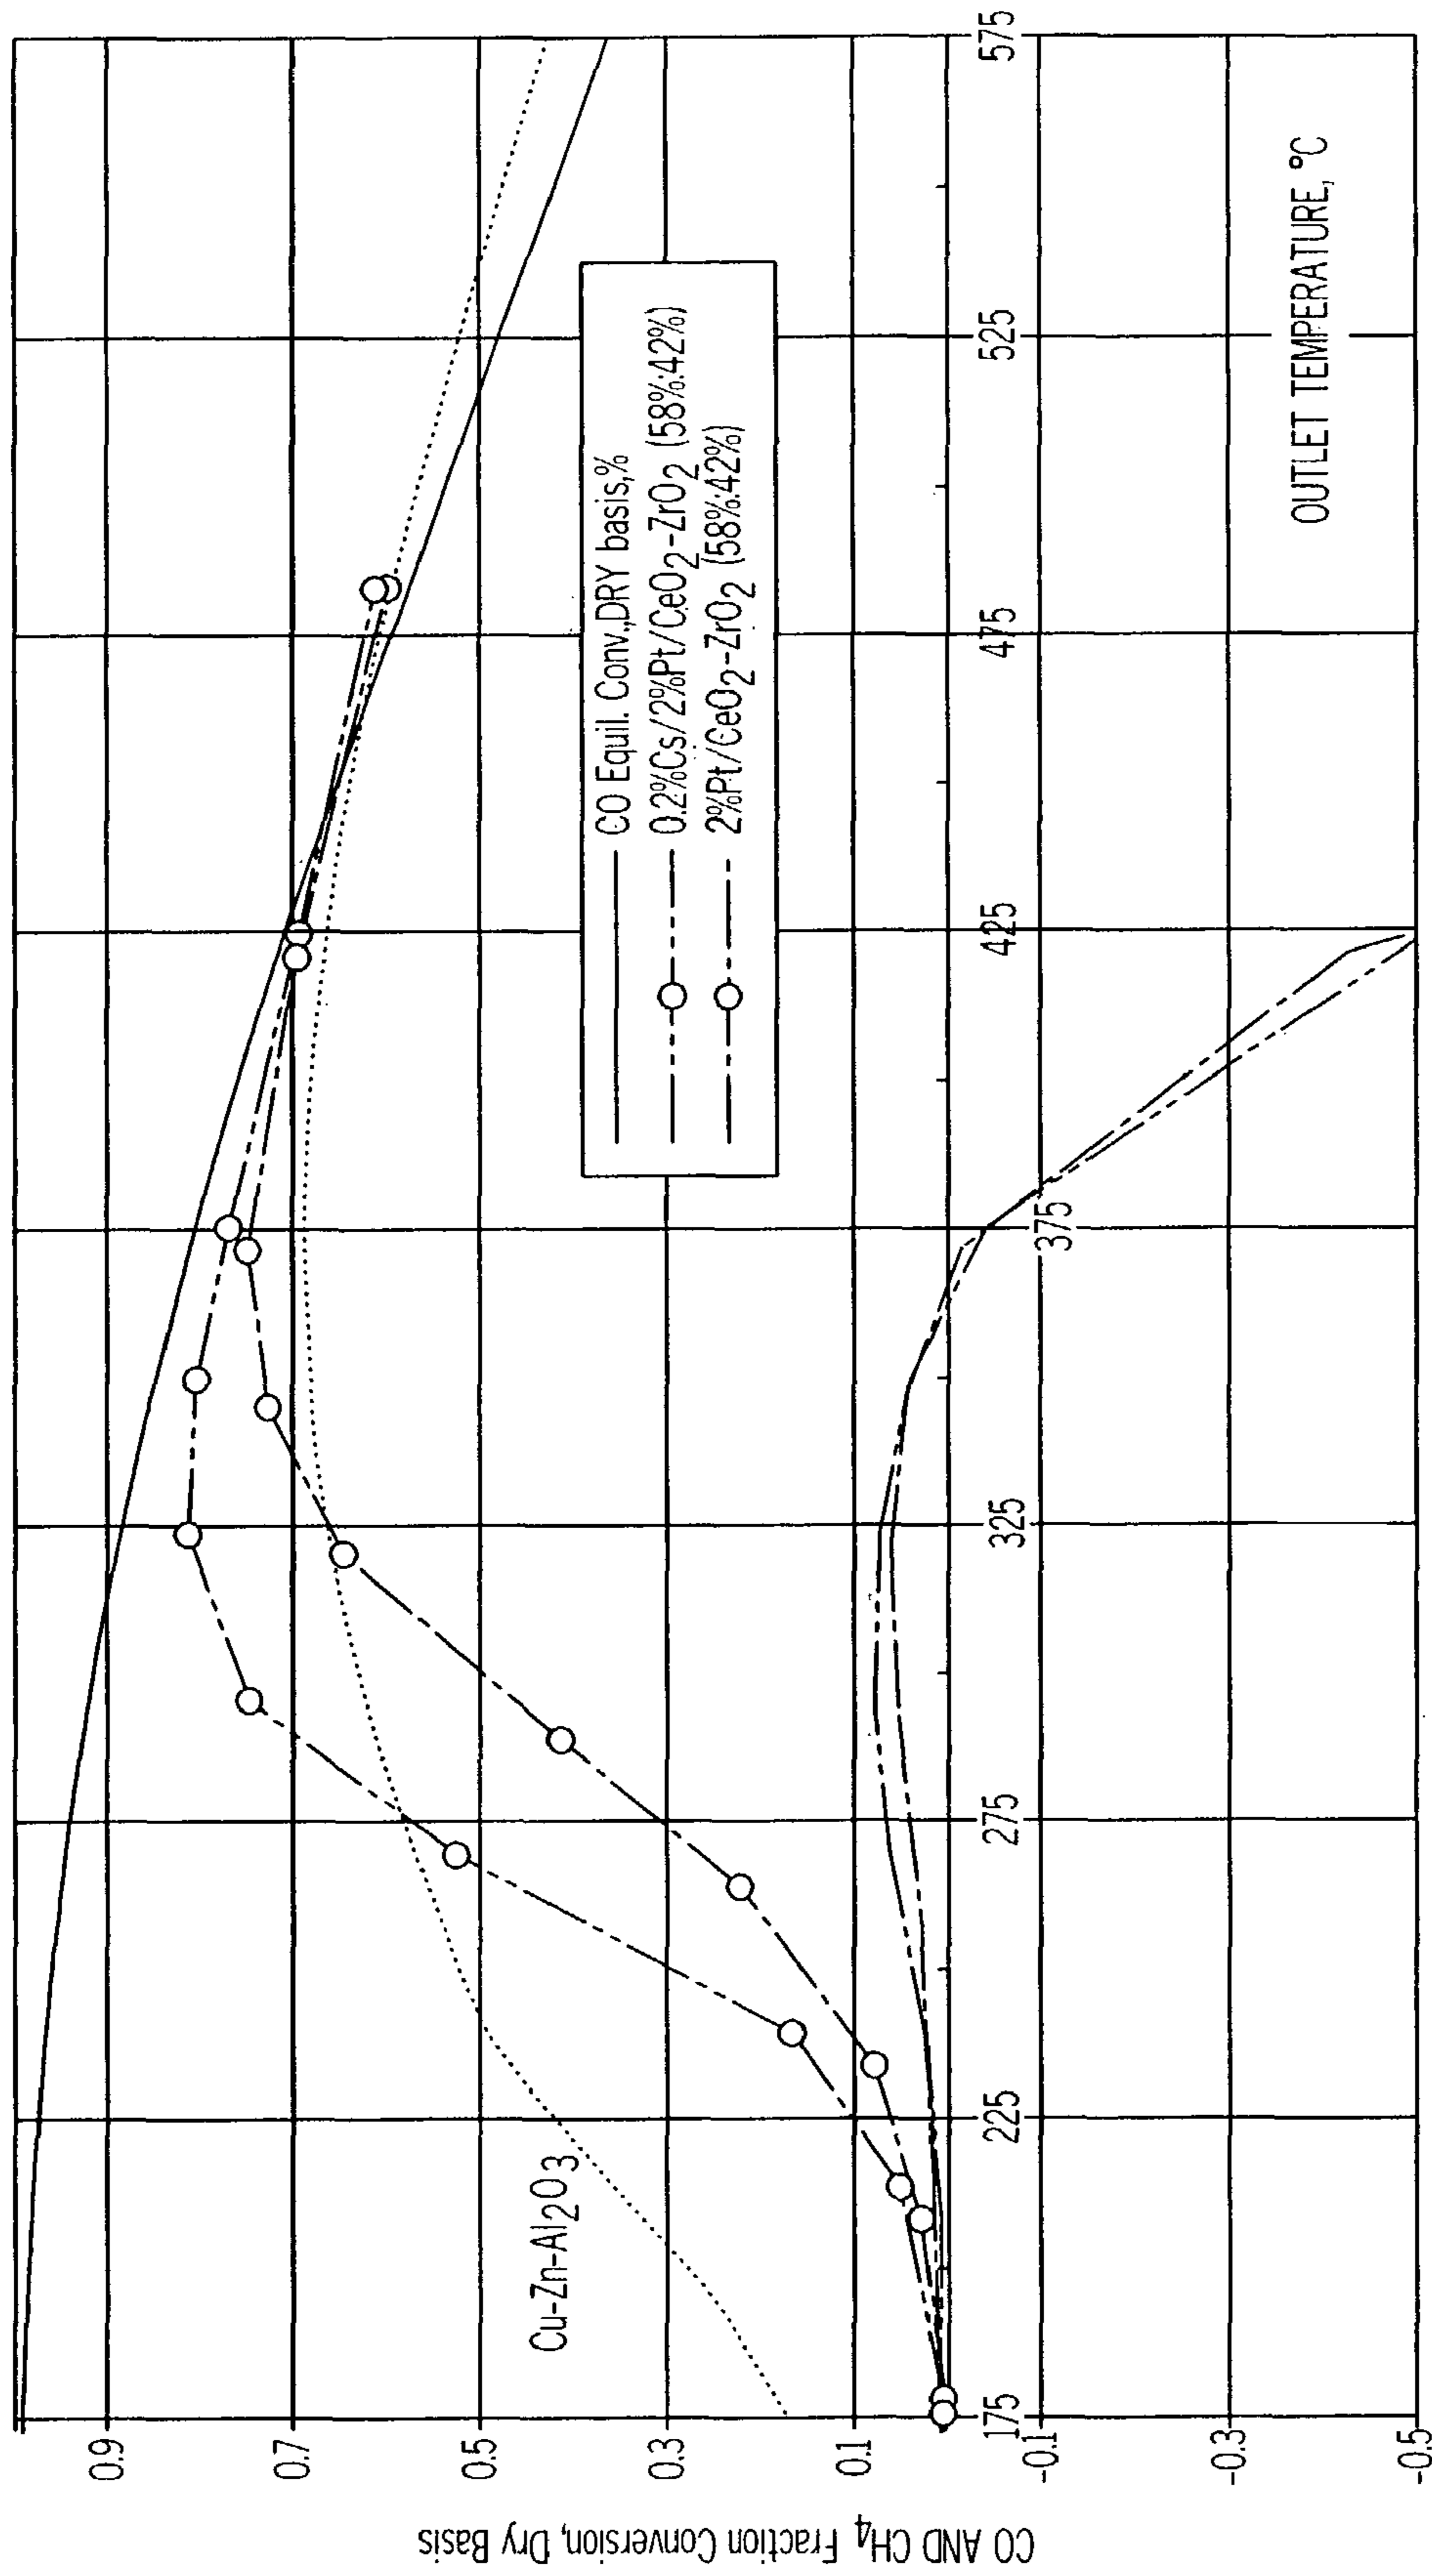 CO AND CH4 Fraction Conversion, Dry Basis
0.9
0.7
0.5
0.3
0.1
-0.1
-0.3
-0.5
Cu-Zn-Al2O3
CO Equil. Conv.,DRY basis,%
0.2%Cs/2%Pt/CeO2-ZrO2 (58%:42%)
2%Pt/CeO2-ZrO2 (58%:42%)
175
225
275
325
375
425
475
525
575
OUTLET TEMPERATURE, °C